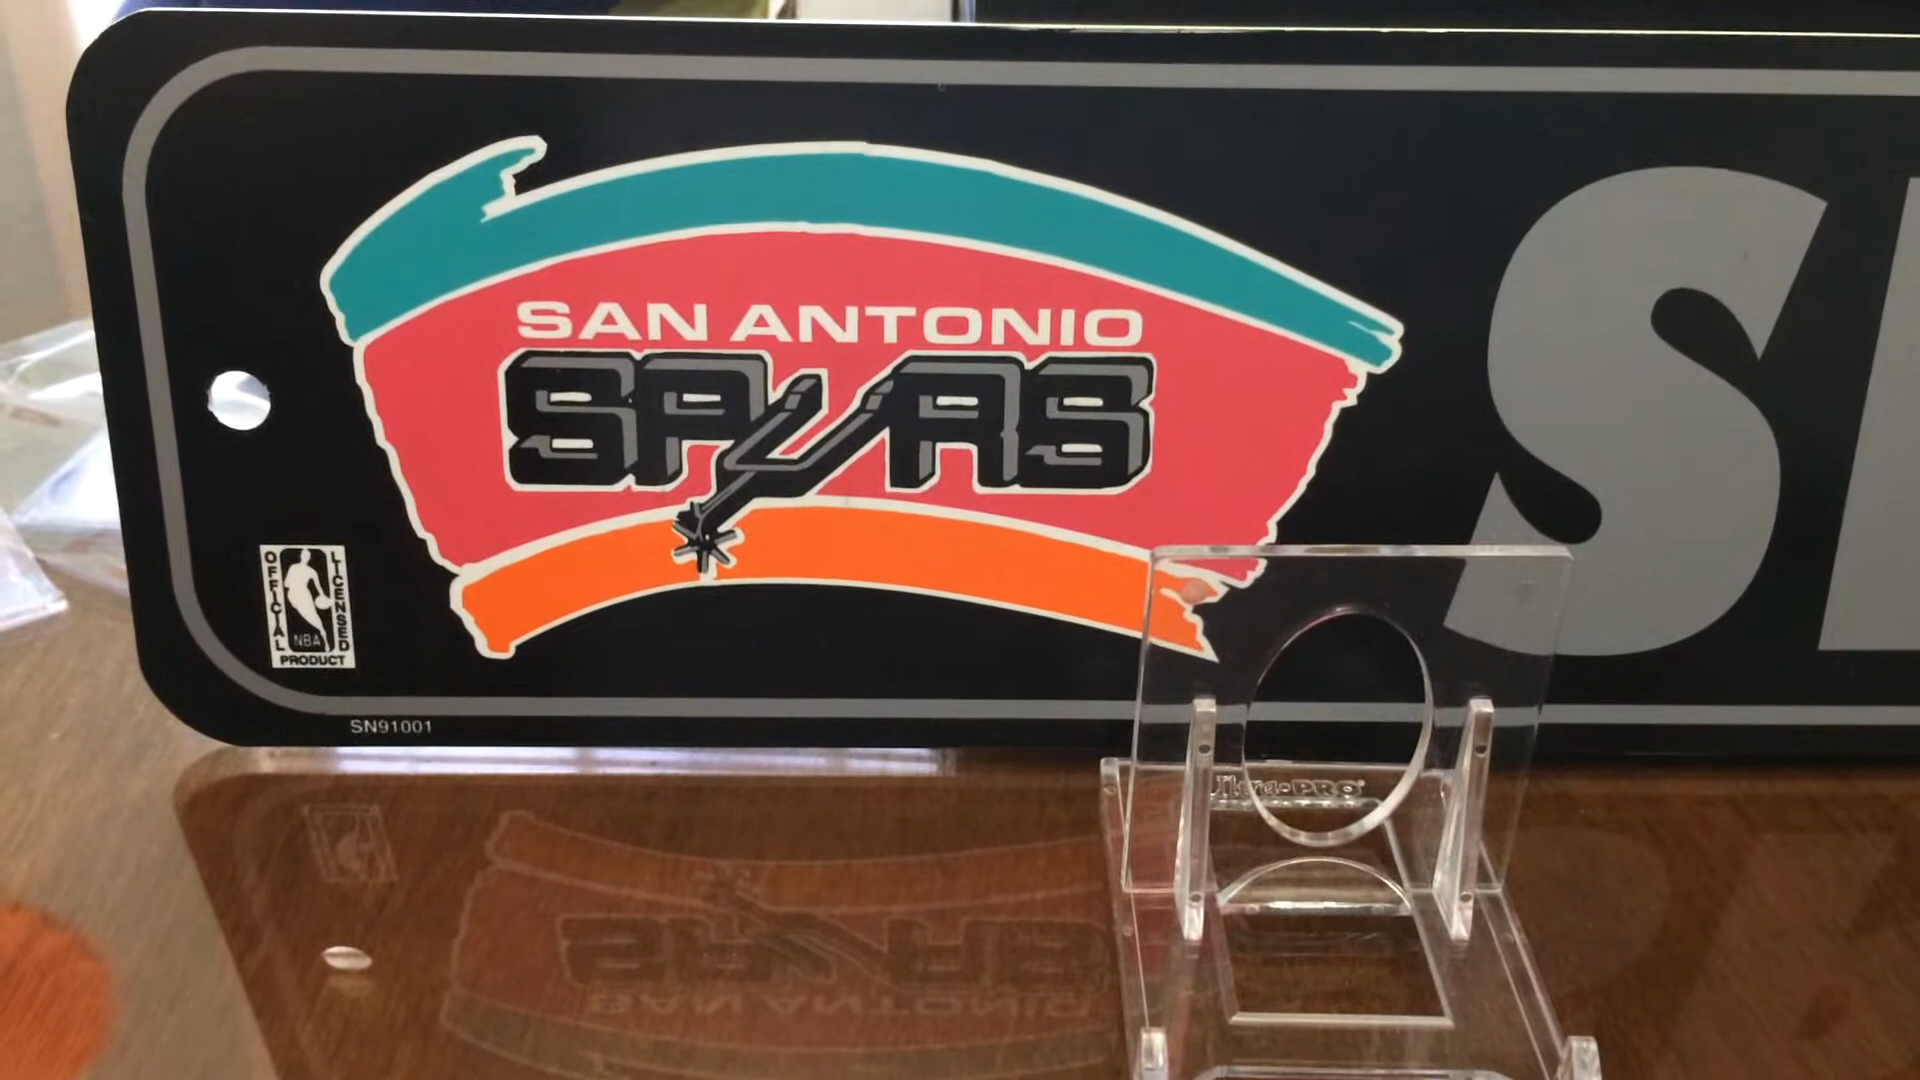 SAN ANTONIO
SPURS
S
OFFICIAL
LICENSED
NBA
PRODUCT
SN91001
Ultra•PRO